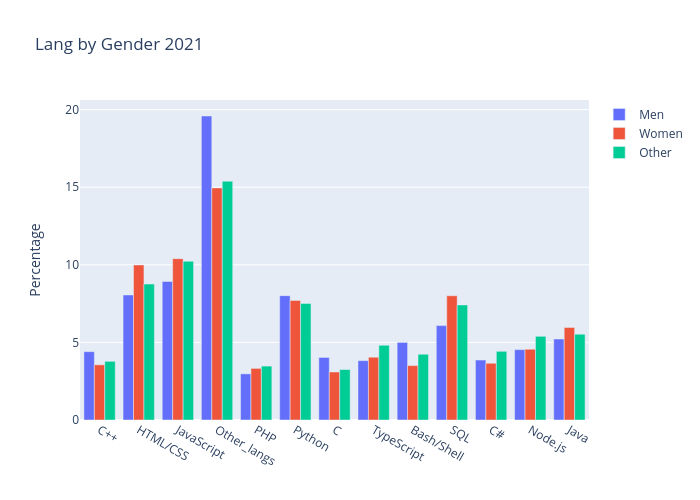 Lang by Gender 2021
Men
Women
Other
Percentage
20
15
10
5
0
C++
HTML/CSS
JavaScript
Other_langs
PHP
Python
C
TypeScript
Bash/Shell
SQL
C#
Node.js
Java